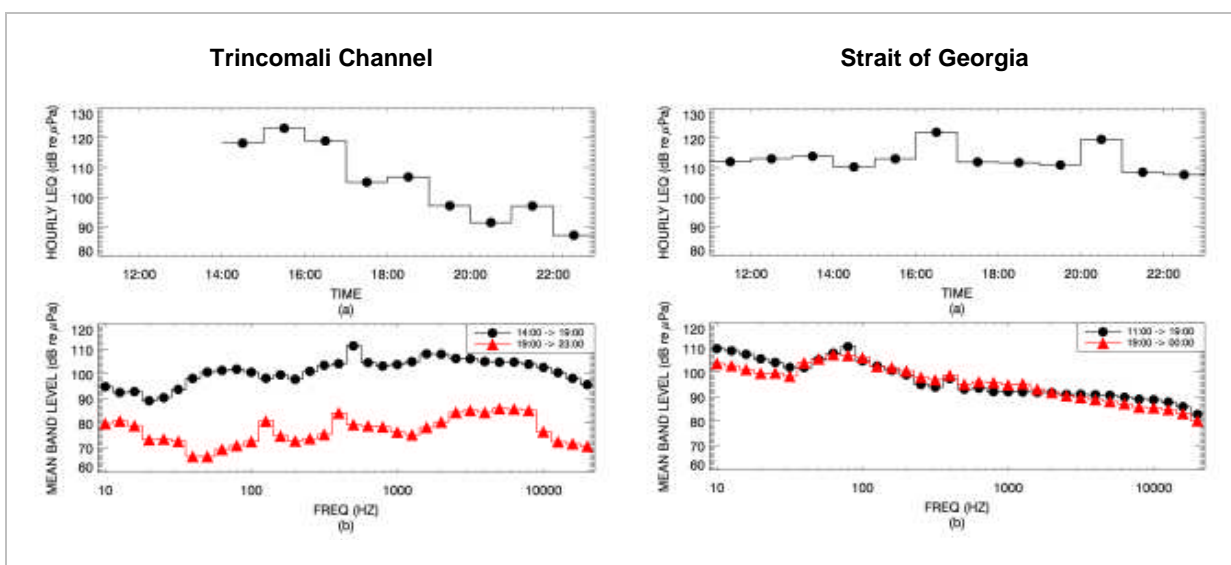 Trincomali Channel
HOURLY LEQ (dB re µPa)
130
120
110
100
90
80
12:00 14:00 16:00 18:00 20:00 22:00
TIME
(a)
MEAN BAND LEVEL (dB re µPa)
120
110
100
90
80
70
60
14:00 -> 19:00
19:00 -> 23:00
10 100 1000 10000
FREQ (HZ)
(b)
Strait of Georgia
HOURLY LEQ (dB re µPa)
130
120
110
100
90
80
12:00 14:00 16:00 18:00 20:00 22:00
TIME
(a)
MEAN BAND LEVEL (dB re µPa)
120
110
100
90
80
70
60
11:00 -> 19:00
19:00 -> 00:00
10 100 1000 10000
FREQ (HZ)
(b)